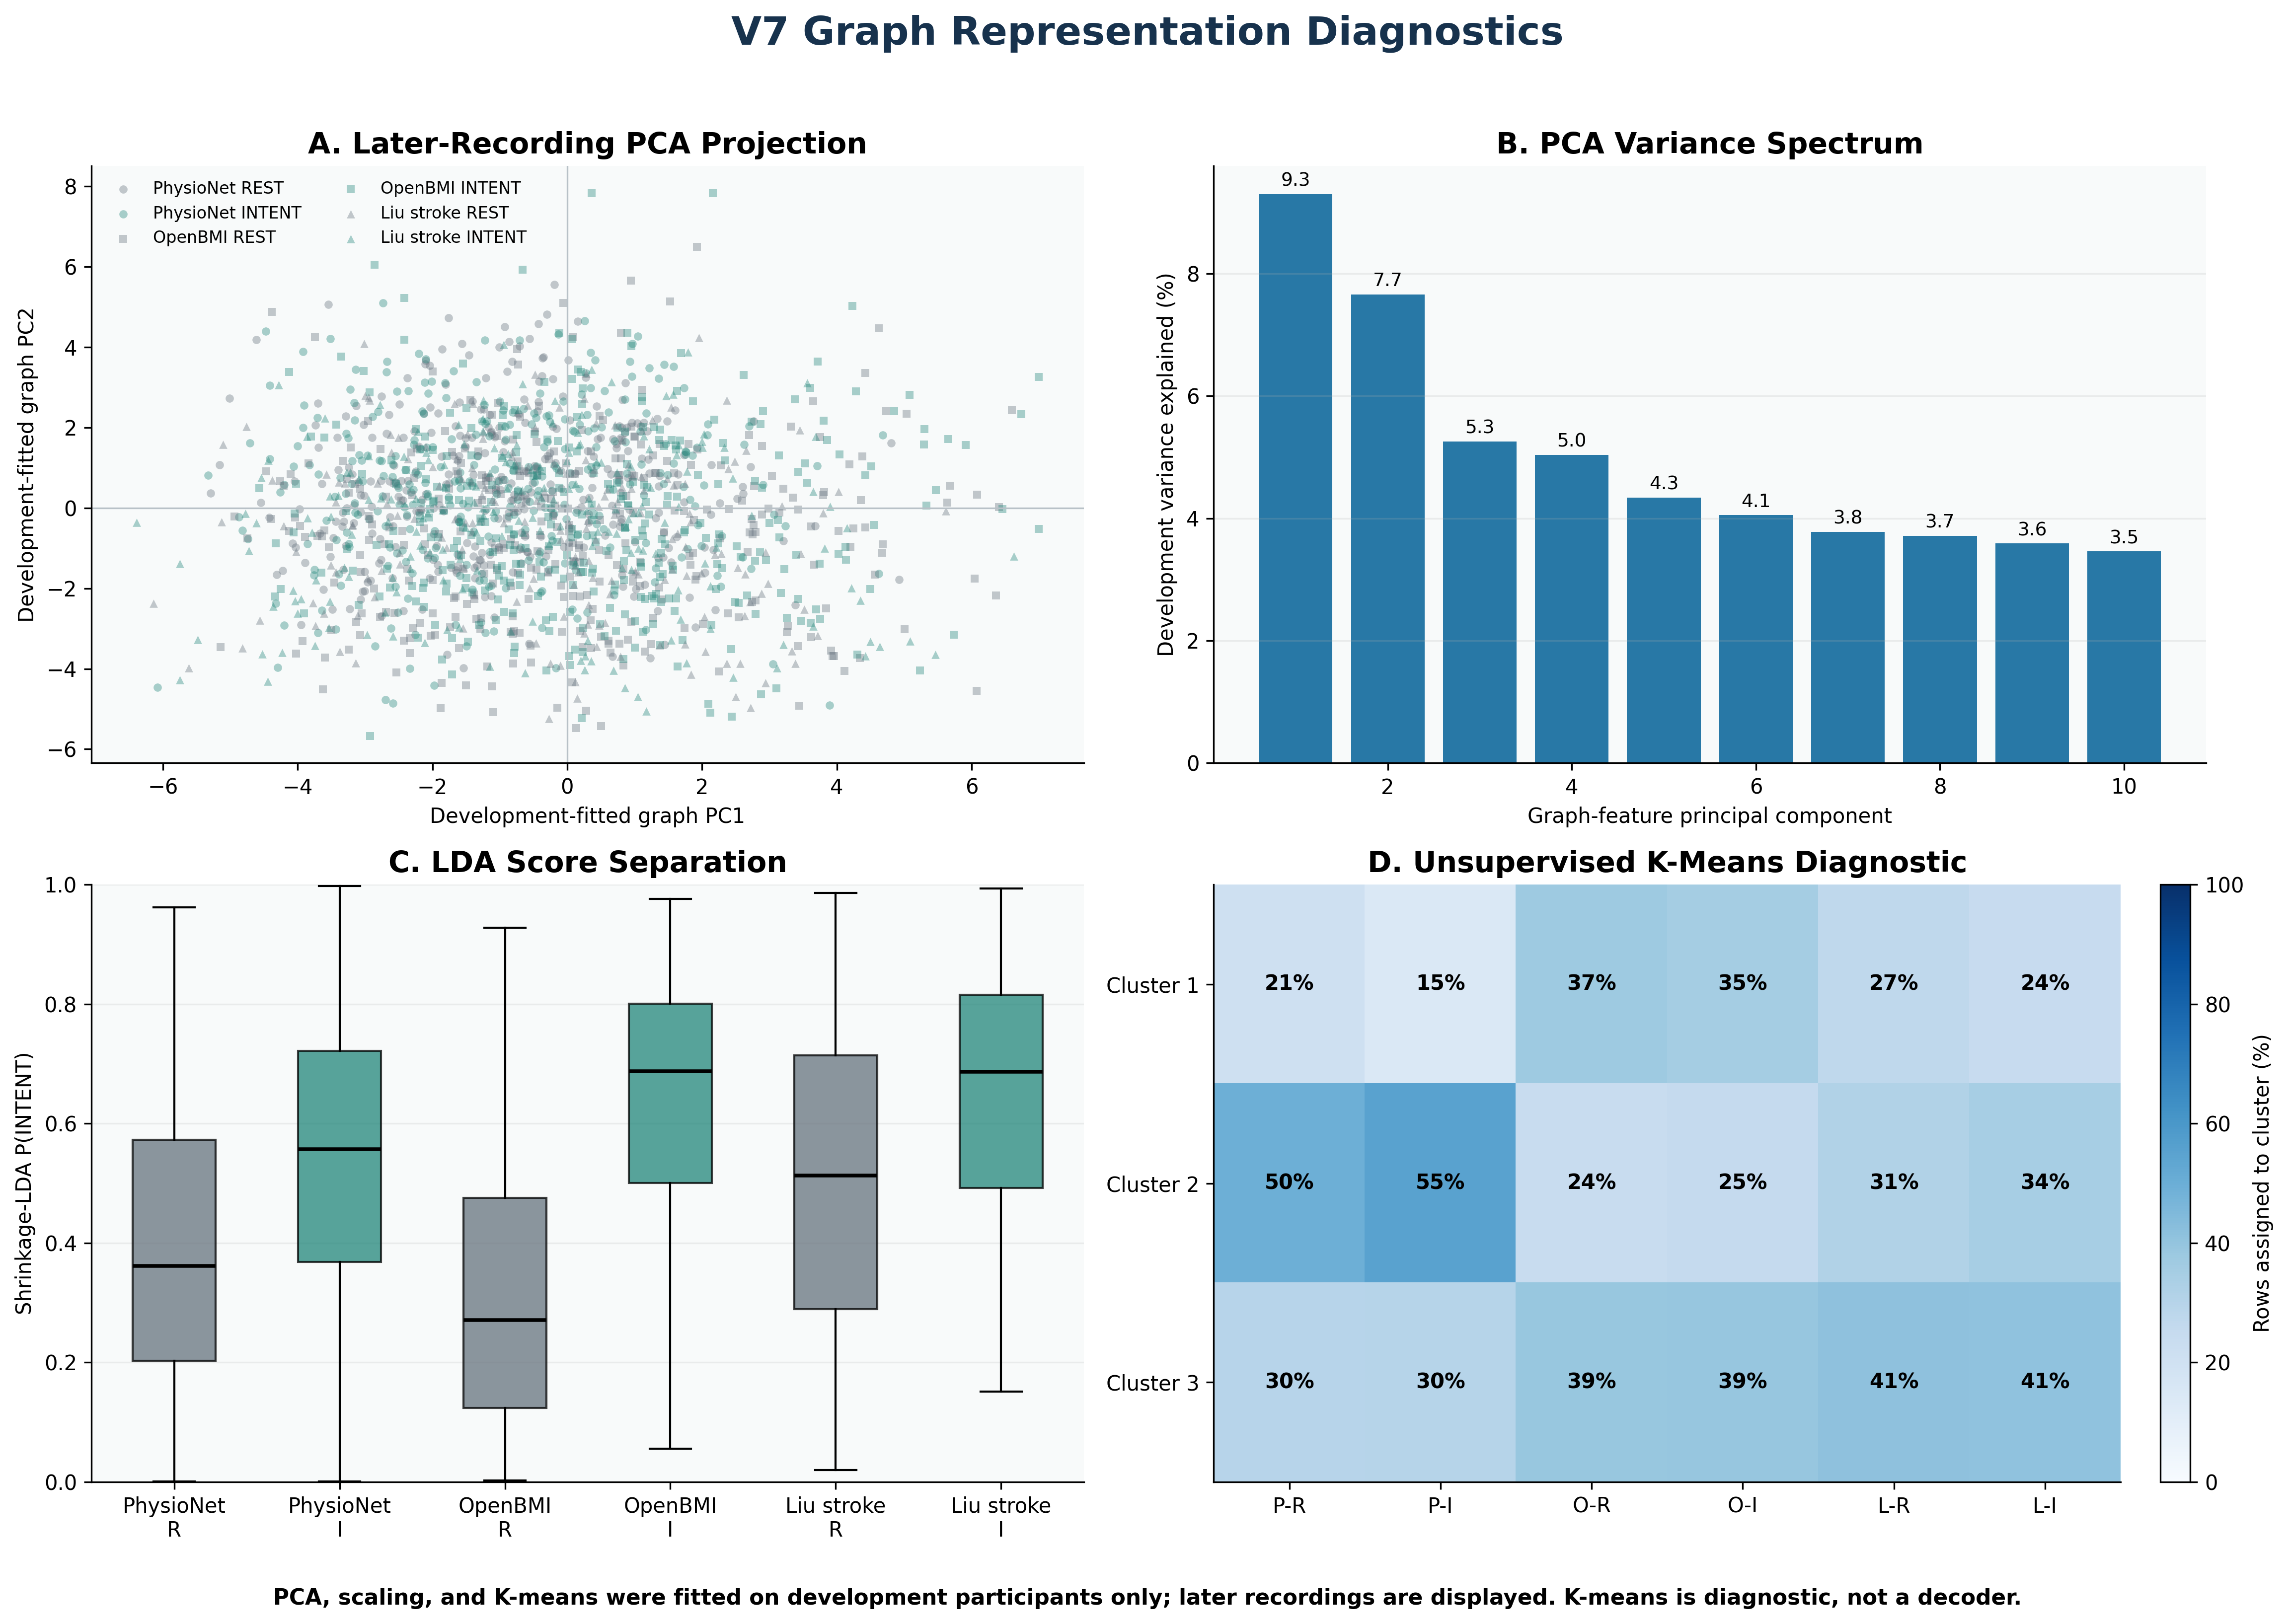 V7 Graph Representation Diagnostics
A. Later-Recording PCA Projection
PhysioNet REST
PhysioNet INTENT
OpenBMI REST
OpenBMI INTENT
Liu stroke REST
Liu stroke INTENT
8
6
4
2
0
−2
−4
−6
Development-fitted graph PC2
−6 −4 −2 0 2 4 6
Development-fitted graph PC1
B. PCA Variance Spectrum
9.3
7.7
5.3
5.0
4.3
4.1
3.8
3.7
3.6
3.5
8
6
4
2
0
Development variance explained (%)
2 4 6 8 10
Graph-feature principal component
C. LDA Score Separation
1.0
0.8
0.6
0.4
0.2
0.0
Shrinkage-LDA P(INTENT)
PhysioNet
R
PhysioNet
I
OpenBMI
R
OpenBMI
I
Liu stroke
R
Liu stroke
I
D. Unsupervised K-Means Diagnostic
Cluster 1 21% 15% 37% 35% 27% 24%
Cluster 2 50% 55% 24% 25% 31% 34%
Cluster 3 30% 30% 39% 39% 41% 41%
P-R P-I O-R O-I L-R L-I
100
80
60
40
20
0
Rows assigned to cluster (%)
PCA, scaling, and K-means were fitted on development participants only; later recordings are displayed. K-means is diagnostic, not a decoder.